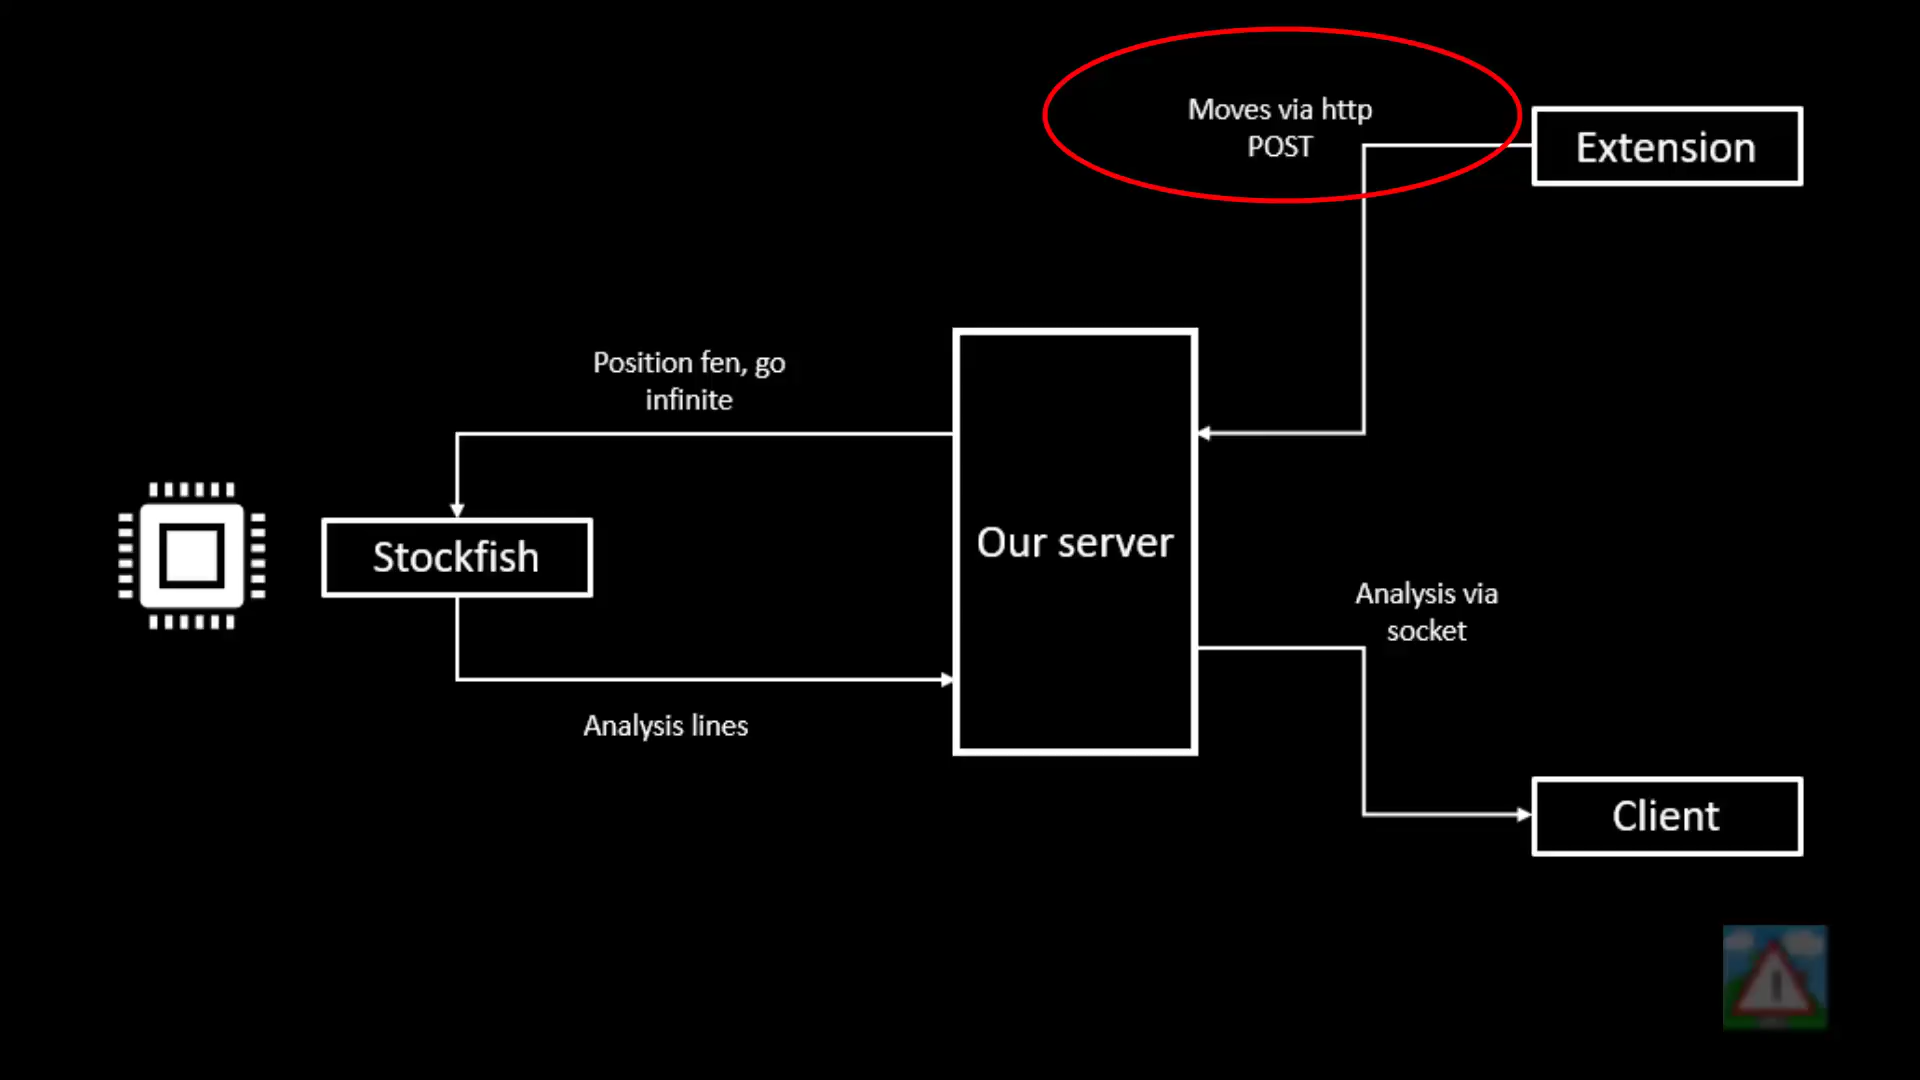 Moves via http
POST
Extension
Position fen, go
infinite
Our server
Stockfish
Analysis via
socket
Analysis lines
Client